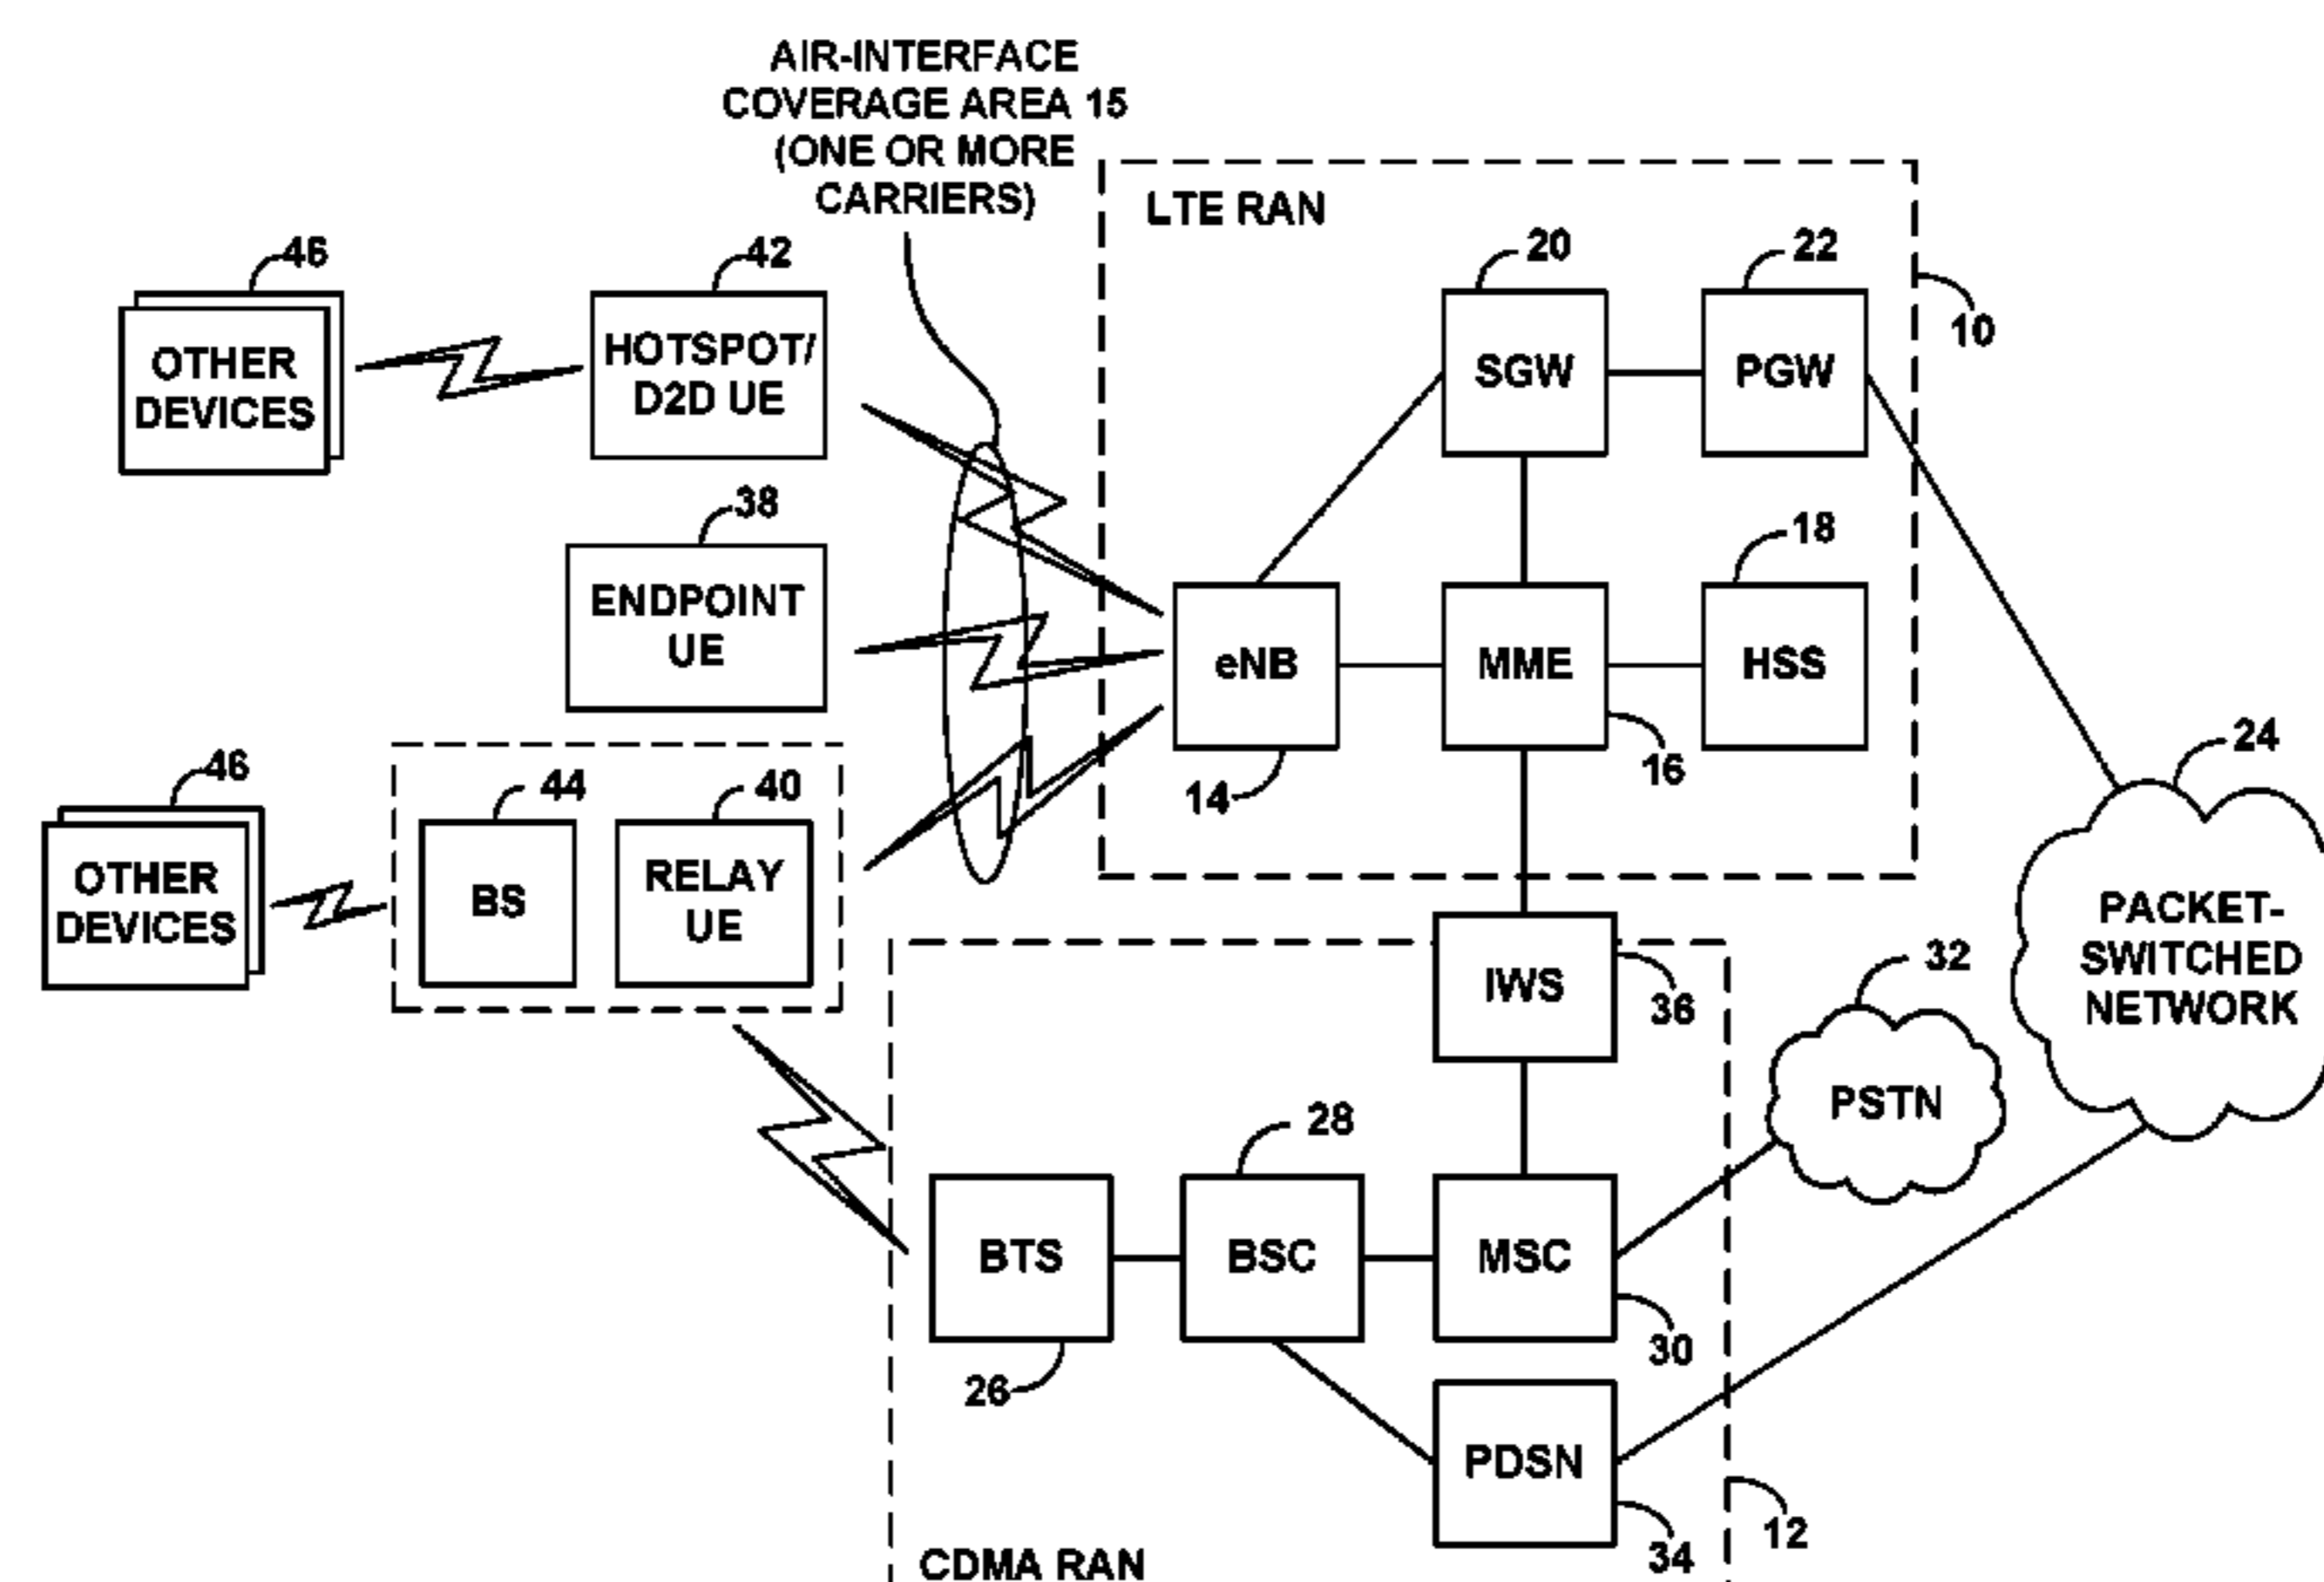 AIR-INTERFACE
COVERAGE AREA 15
(ONE OR MORE
CARRIERS)
LTE RAN
46
42
20
22
10
OTHER
DEVICES
HOTSPOT/
D2D UE
SGW
PGW
38
18
ENDPOINT
UE
eNB
MME
HSS
14
16
24
46
44
40
OTHER
DEVICES
BS
RELAY
UE
PACKET-
SWITCHED
NETWORK
IWS
36
32
PSTN
28
BTS
BSC
MSC
26
30
PDSN
34
12
CDMA RAN